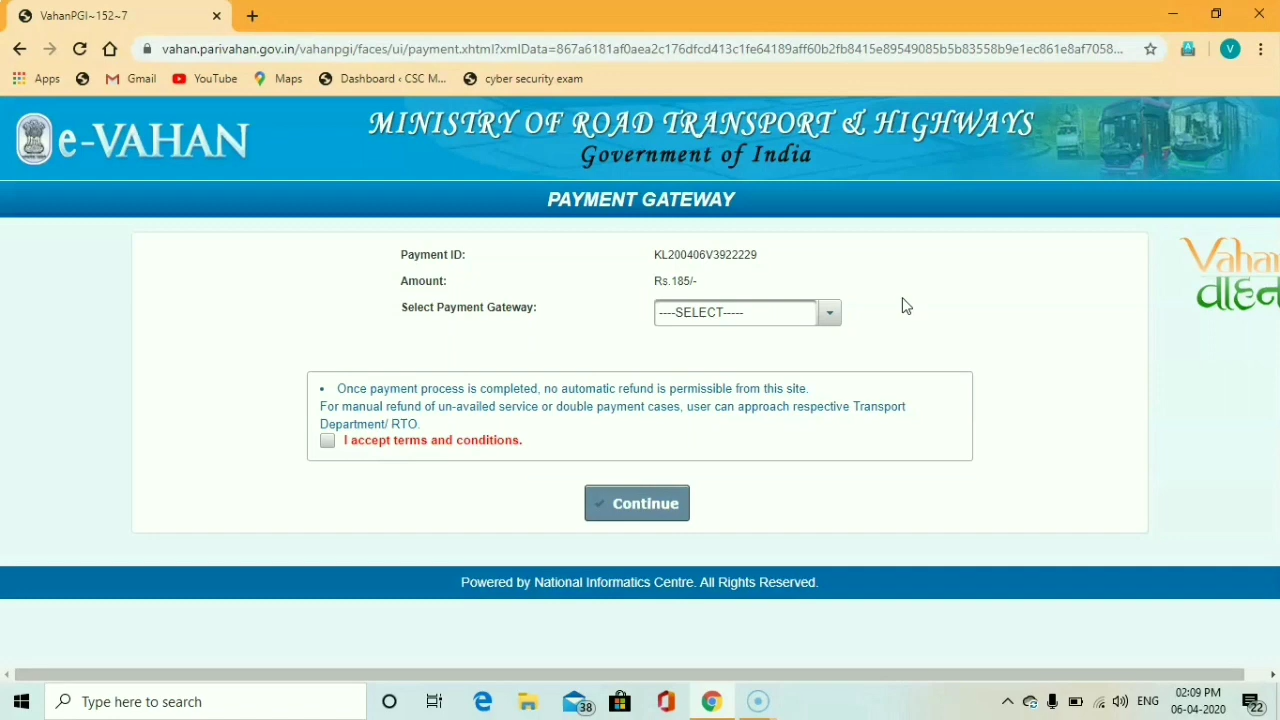 VahanPGI~152~7
vahan.parivahan.gov.in/vahanpgi/faces/ui/payment.xhtml?xmlData=867a6181af0aea2c176dfcd413c1fe64189aff60b2fb8415e89549085b5b83558b9e1ec861e8af7058...
A
V
Apps
Gmail
YouTube
Maps
Dashboard ‹ CSC M...
cyber security exam
e-VAHAN
MINISTRY OF ROAD TRANSPORT & HIGHWAYS
Government of India
PAYMENT GATEWAY
Payment ID: KL200406V3922229
Amount: Rs.185/-
Select Payment Gateway: ----SELECT-----
• Once payment process is completed, no automatic refund is permissible from this site.
For manual refund of un-availed service or double payment cases, user can approach respective Transport
Department/ RTO.
I accept terms and conditions.
Continue
Powered by National Informatics Centre. All Rights Reserved.
Type here to search
38
ENG
02:09 PM
06-04-2020
22